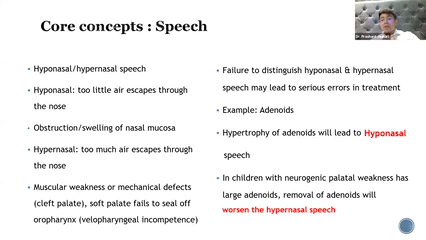 Core concepts : Speech
Hyponasal/hypernasal speech
Hyponasal: too little air escapes through
the nose
Obstruction/swelling of nasal mucosa
Hypernasal: too much air escapes through
the nose
Muscular weakness or mechanical defects
(cleft palate), soft palate fails to seal off
oropharynx (velopharyngeal incompetence)
Failure to distinguish hyponasal & hypernasal
speech may lead to serious errors in treatment
Example: Adenoids
Hypertrophy of adenoids will lead to Hyponasal
speech
In children with neurogenic palatal weakness has
large adenoids, removal of adenoids will
worsen the hypernasal speech